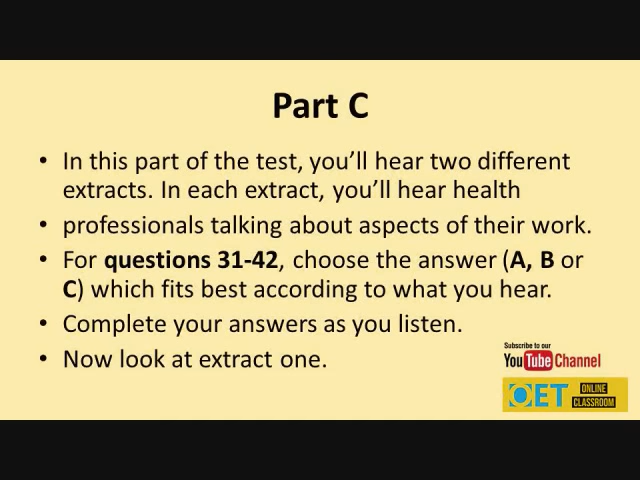 Part C
• In this part of the test, you’ll hear two different
extracts. In each extract, you’ll hear health
• professionals talking about aspects of their work.
• For questions 31-42, choose the answer (A, B or
C) which fits best according to what you hear.
• Complete your answers as you listen.
• Now look at extract one.
Subscribe to our
YouTube Channel
OET ONLINE
CLASSROOM